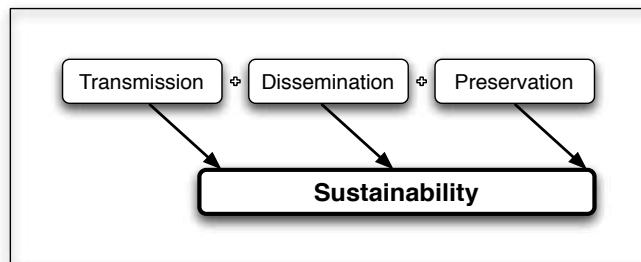 Transmission + Dissemination + Preservation
Sustainability